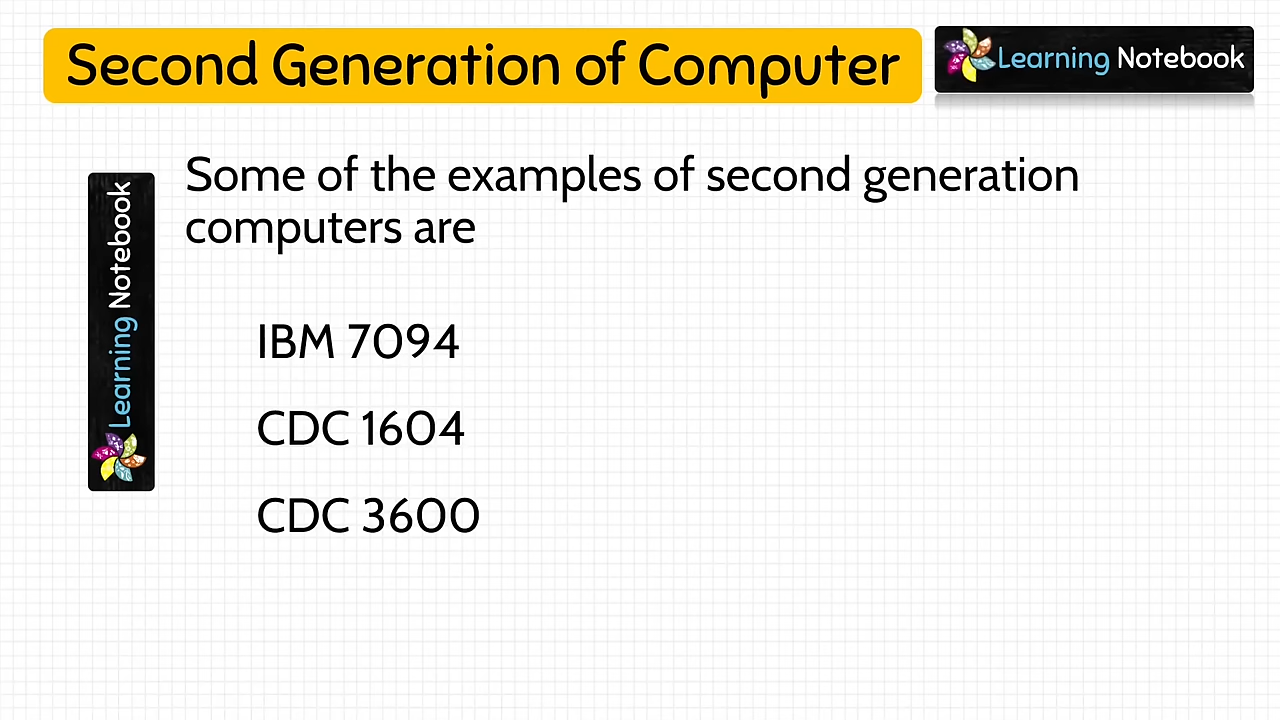 Second Generation of Computer
Learning Notebook
Learning Notebook
Some of the examples of second generation
computers are
IBM 7094
CDC 1604
CDC 3600